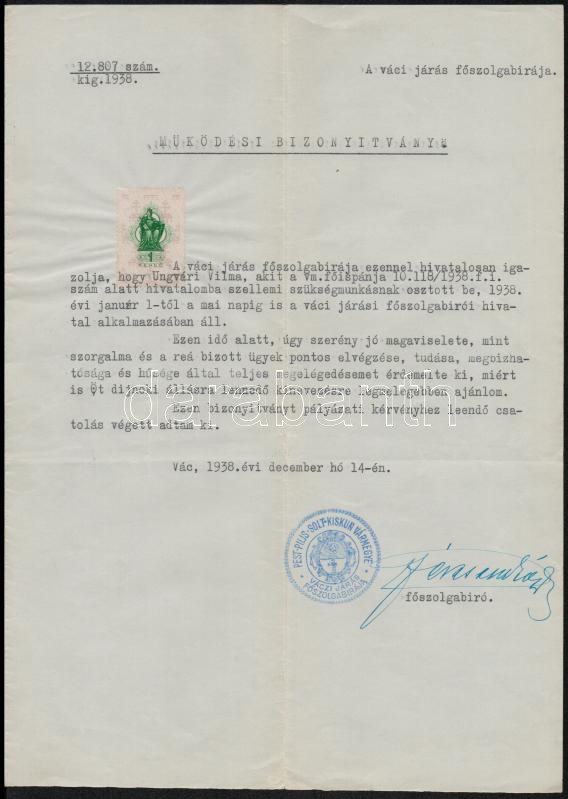 12.807 szám.
kig.1938.
A váci járás főszolgabirája.
„MŰKÖDÉSI BIZONYITVÁNY"
1
PENGŐ
A váci járás főszolgabirája ezennel hivatalosan iga-
zolja, hogy Ungvári Vilma, akit a Vm.főispánja 10.118/1938.f.i.
szám alatt hivatalomba szellemi szükségmunkásnak osztott be, 1938.
évi január 1-től a mai napig is a váci járási főszolgabirói hiva-
tal alkalmazásában áll.
Ezen idő alatt, úgy szerény jó magaviselete, mint
szorgalma és a reá bizott ügyek pontos elvégzése, tudása, megbizha-
tósága és hűsége által teljes megelégedésemet érdemelte ki, miért
is Őt dijnoki állásra leendő kinevezésre legmelegebben ajánlom.
Ezen bizonyitványt pályázati kérvényhez leendő csa-
tolás végett adtam ki.
darabanth
Vác, 1938.évi december hó 14-én.
PEST-PILIS-SOLT-KISKUN VÁRMEGYE
VÁCZI JÁRÁS
FŐSZOLGABIRÁJA
főszolgabiró.